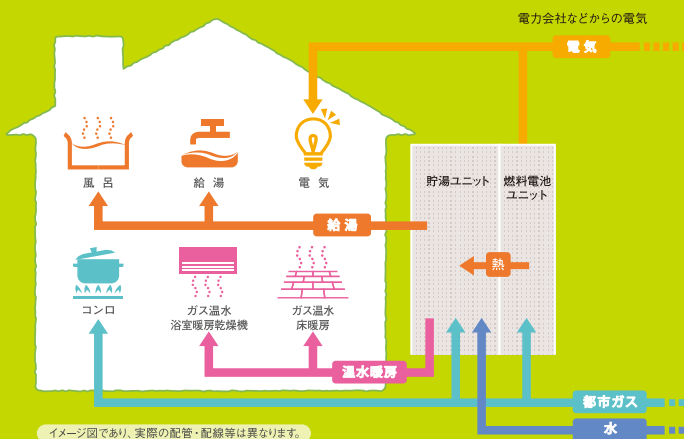 電力会社などからの電気
電気
風呂
給湯
電気
貯湯ユニット
燃料電池
ユニット
給湯
熱
コンロ
ガス温水
浴室暖房乾燥機
ガス温水
床暖房
温水暖房
都市ガス
水
イメージ図であり、実際の配管・配線等は異なります。